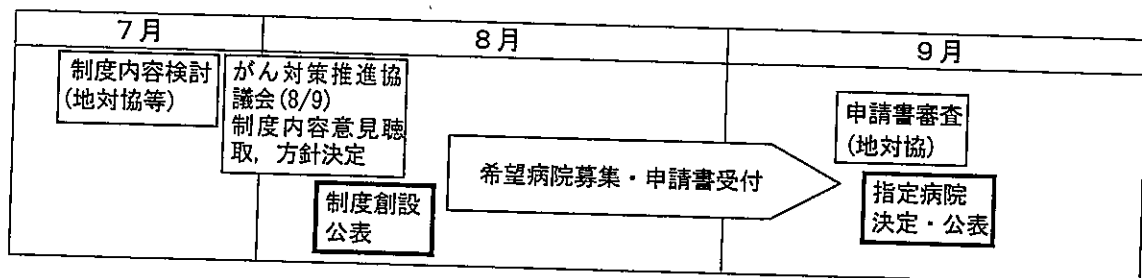 7月
8月
9月
制度内容検討
(地対協等)
がん対策推進協
議会(8/9)
制度内容意見聴
取，方針決定
制度創設
公表
希望病院募集・申請書受付
申請書審査
(地対協)
指定病院
決定・公表